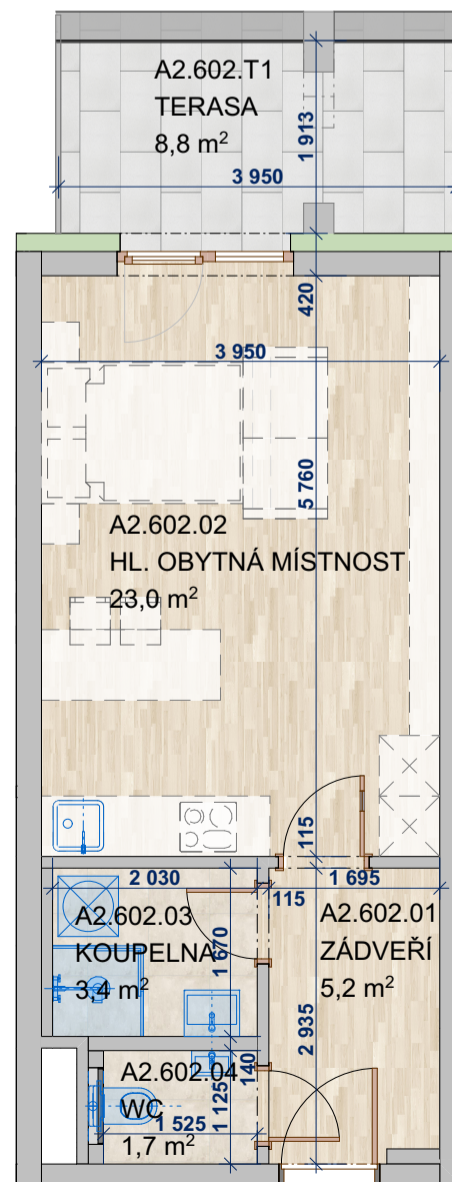 A2.602.T1
TERASA
8,8 m²
1 913
3 950
420
3 950
5 760
A2.602.02
HL. OBYTNÁ MÍSTNOST
23,0 m²
115
2 030
1 695
115
A2.602.03
KOUPELNA
3,4 m²
1 670
A2.602.01
ZÁDVEŘÍ
5,2 m²
2 935
A2.602.04
WC
1,7 m²
140
1 125
1 525